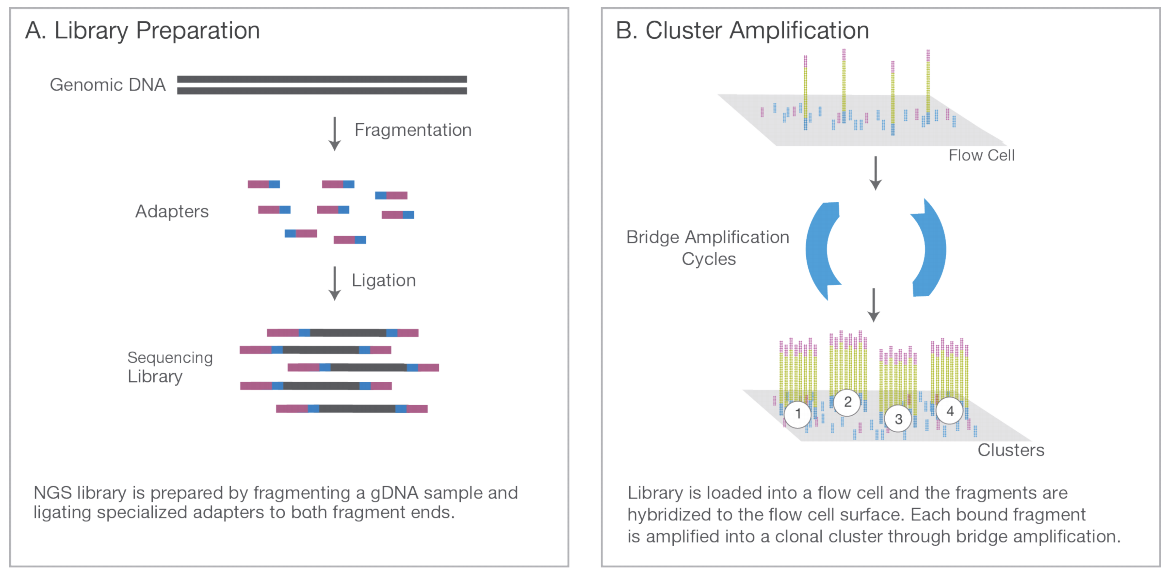 A. Library Preparation
Genomic DNA
Fragmentation
Adapters
Ligation
Sequencing
Library
NGS library is prepared by fragmenting a gDNA sample and
ligating specialized adapters to both fragment ends.
B. Cluster Amplification
Flow Cell
Bridge Amplification
Cycles
1
2
3
4
Clusters
Library is loaded into a flow cell and the fragments are
hybridized to the flow cell surface. Each bound fragment
is amplified into a clonal cluster through bridge amplification.